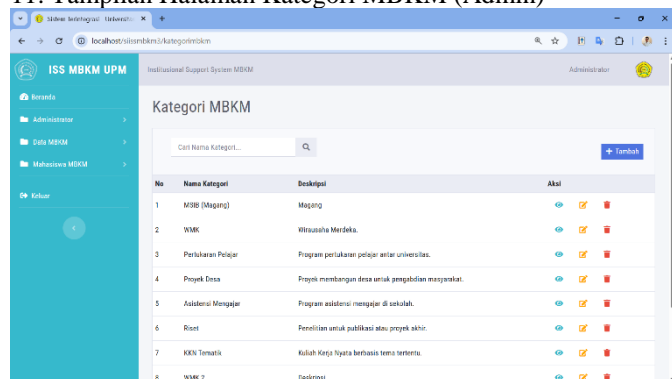 11. Tampilan Halaman Kategori MBKM (Admin)
Sistem Terintegrasi Universita
localhost/siissmbkm3/kategorimbkm
ISS MBKM UPM
Institusional Support System MBKM
Administrator
Beranda
Administrator
Data MBKM
Mahasiswa MBKM
Keluar
Kategori MBKM
Cari Nama Kategori...
+ Tambah
No Nama Kategori Deskripsi Aksi
1 MSIB (Magang) Magang
2 WMK Wirausaha Merdeka.
3 Pertukaran Pelajar Program pertukaran pelajar antar universitas.
4 Proyek Desa Proyek membangun desa untuk pengabdian masyarakat.
5 Asistensi Mengajar Program asistensi mengajar di sekolah.
6 Riset Penelitian untuk publikasi atau proyek akhir.
7 KKN Tematik Kuliah Kerja Nyata berbasis tema tertentu.
8 WMK 2 Deskripsi